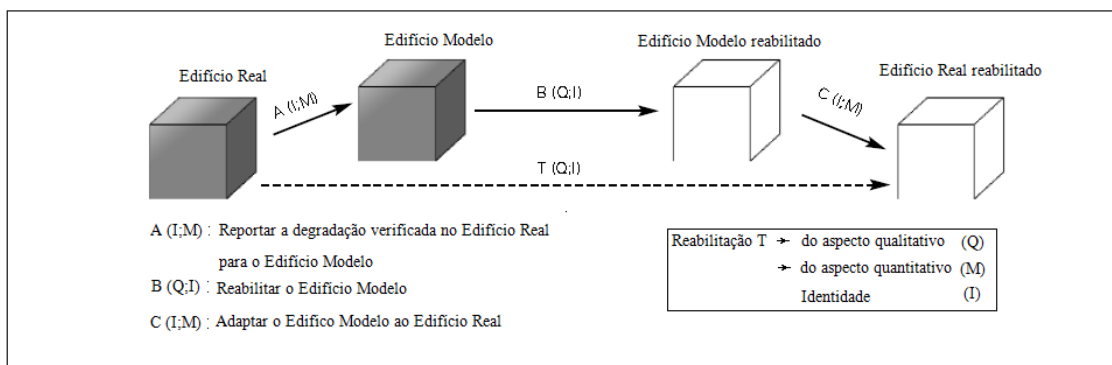 Edifício Real
Edifício Modelo
Edifício Modelo reabilitado
Edifício Real reabilitado
A (I;M)
B (Q;I)
C (I;M)
T (Q;I)
A (I;M) : Reportar a degradação verificada no Edifício Real
para o Edifício Modelo
B (Q;I) : Reabilitar o Edifício Modelo
C (I;M) : Adaptar o Edifico Modelo ao Edifício Real
Reabilitação T → do aspecto qualitativo (Q)
→ do aspecto quantitativo (M)
Identidade (I)